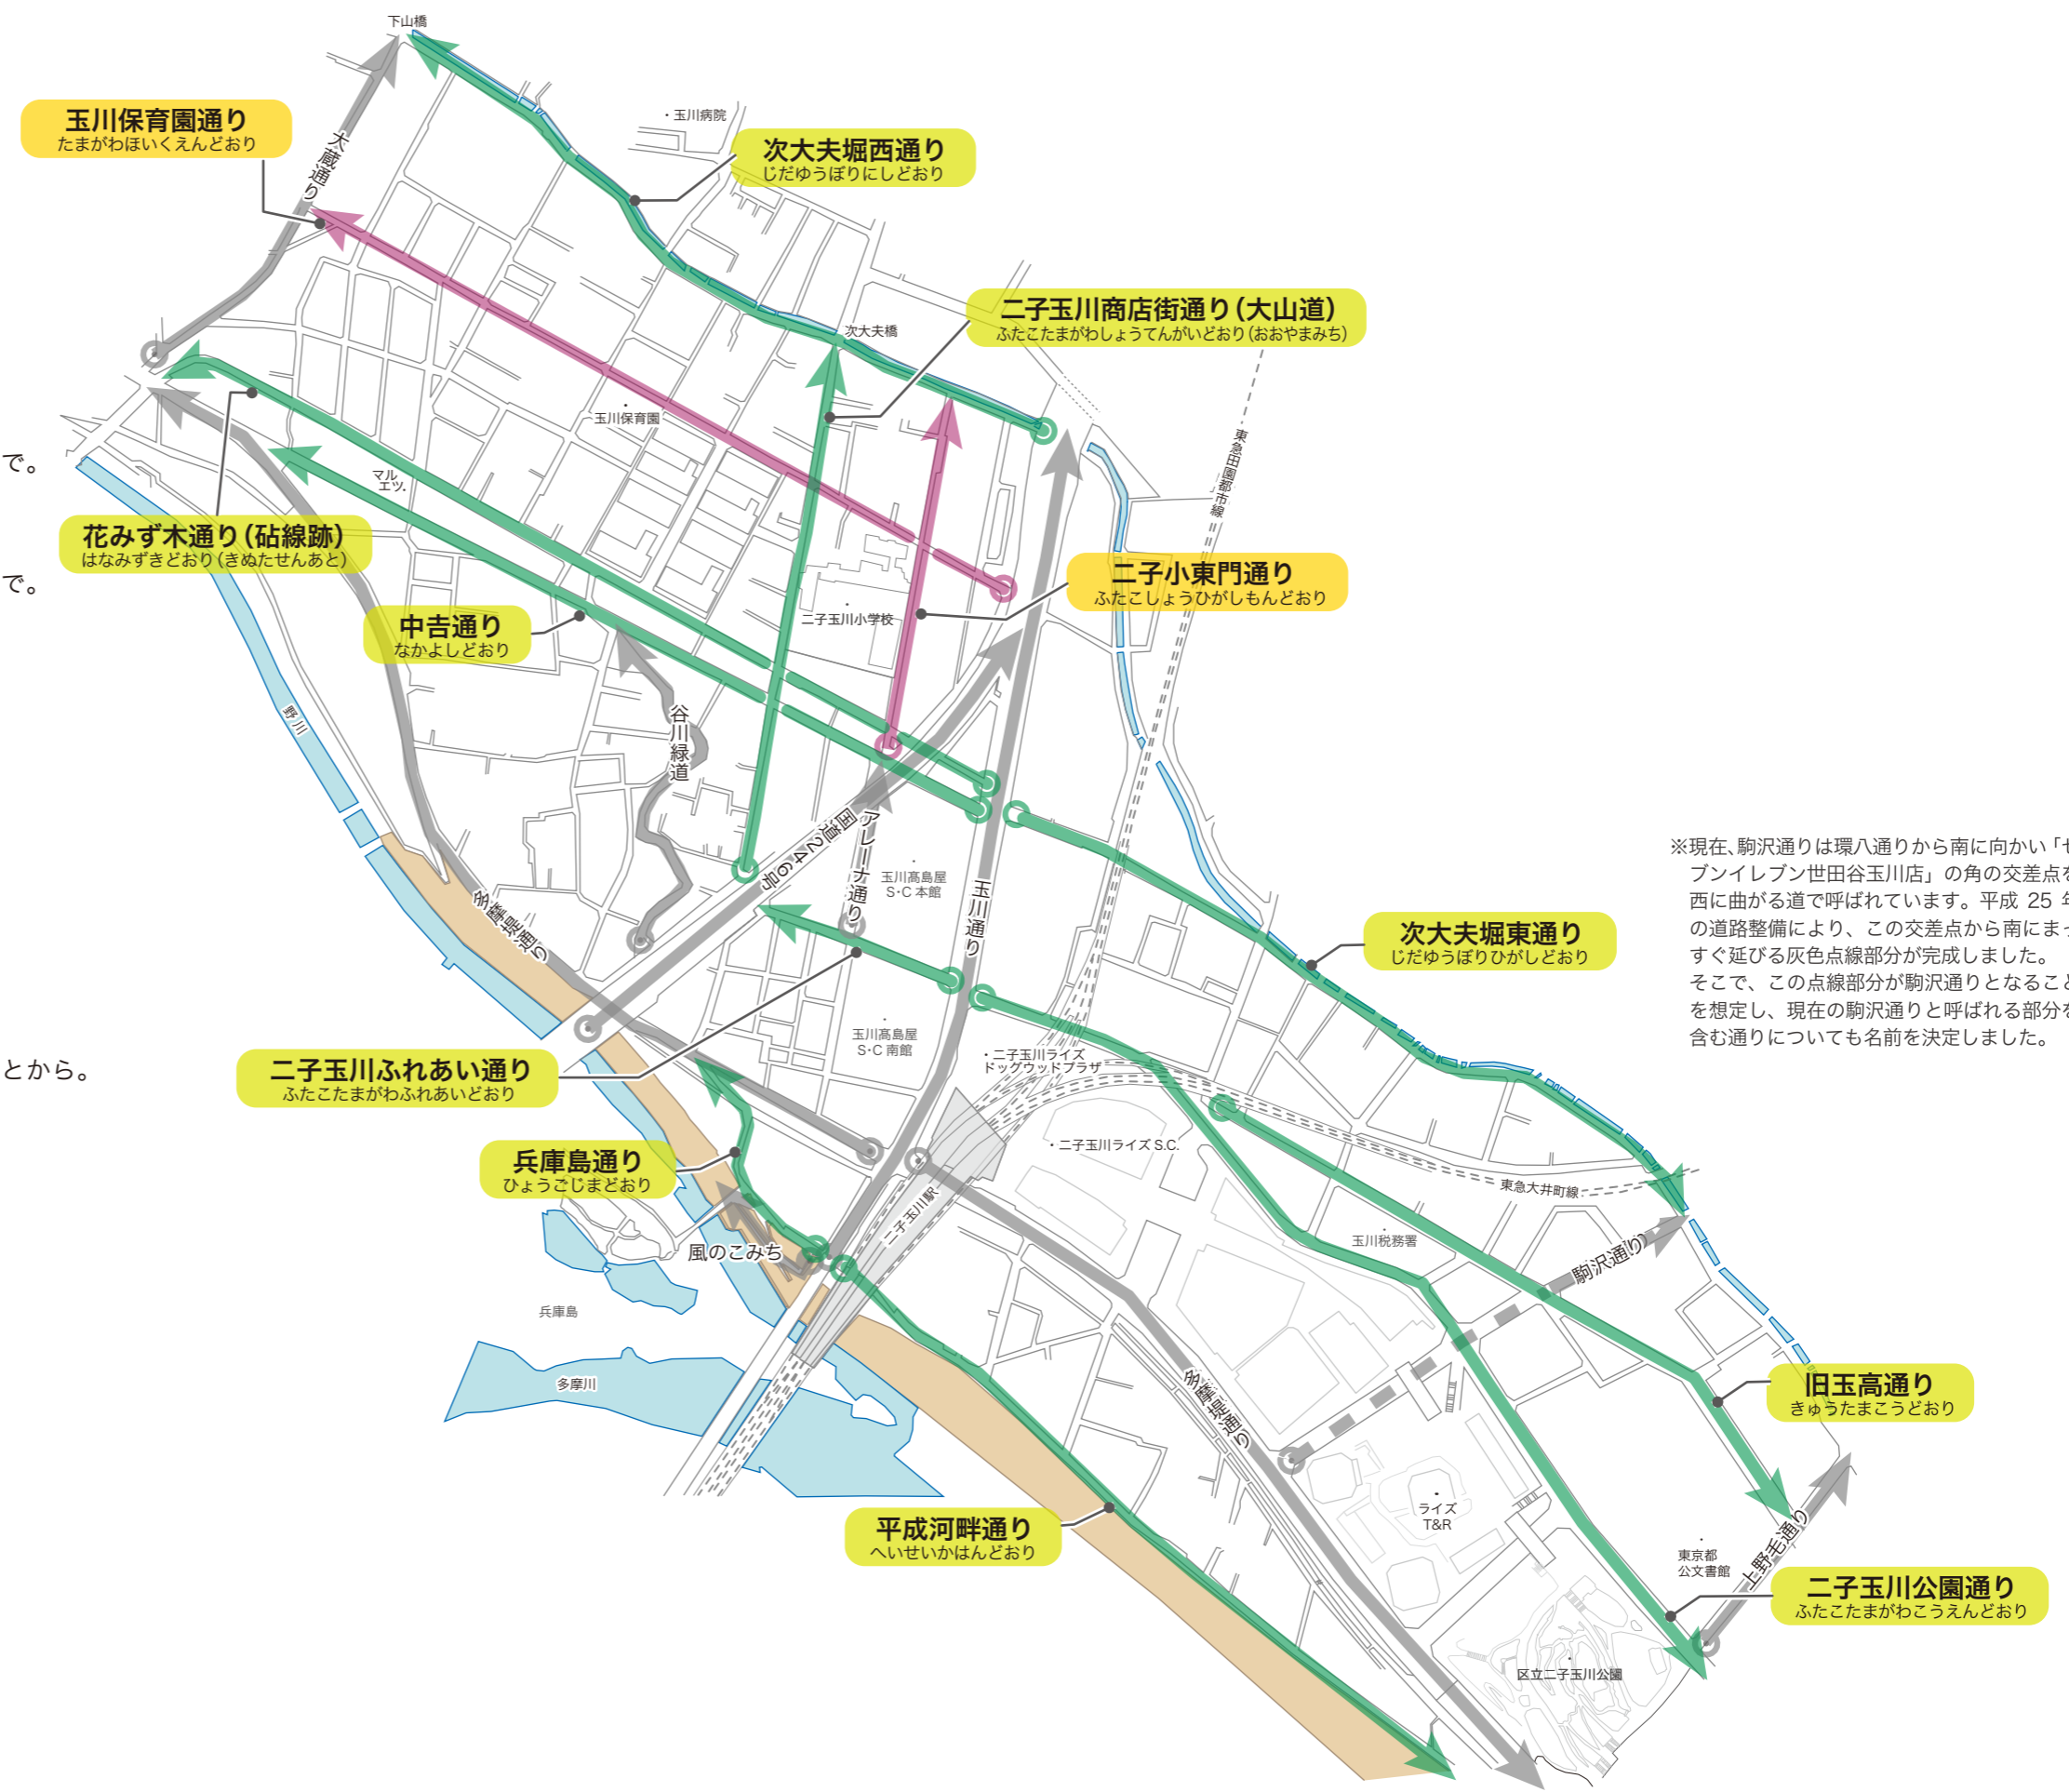 下山橋
玉川保育園通り
たまがわほいくえんどおり
大蔵通り
・玉川病院
次大夫堀西通り
じだゆうぼりにしどおり
二子玉川商店街通り(大山道)
ふたこたまがわしょうてんがいどおり(おおやまみち)
次大夫橋
玉川保育園
東急田園都市線
で。
マル
エツ
花みず木通り(砧線跡)
はなみずきどおり(きぬたせんあと)
二子小東門通り
ふたこしょうひがしもんどおり
で。
中吉通り
なかよしどおり
二子玉川小学校
野川
谷川緑道
国道246号
アレーナ通り
玉川髙島屋
S・C 本館
玉川通り
多摩堤通り
※現在、駒沢通りは環八通りから南に向かい「セ
ブンイレブン世田谷玉川店」の角の交差点を
西に曲がる道で呼ばれています。平成 25 年
の道路整備により、この交差点から南にまっ
すぐ延びる灰色点線部分が完成しました。
そこで、この点線部分が駒沢通りとなること
を想定し、現在の駒沢通りと呼ばれる部分を
含む通りについても名前を決定しました。
次大夫堀東通り
じだゆうぼりひがしどおり
玉川髙島屋
S・C 南館
・二子玉川ライズ
ドッグウッドプラザ
とから。
二子玉川ふれあい通り
ふたこたまがわふれあいどおり
・二子玉川ライズ S.C.
兵庫島通り
ひょうごじまどおり
東急大井町線
二子玉川駅
玉川税務署
風のこみち
駒沢通り
兵庫島
多摩川
多摩堤通り
旧玉高通り
きゅうたまこうどおり
平成河畔通り
へいせいかはんどおり
ライズ
T&R
東京都
公文書館
上野毛通り
二子玉川公園通り
ふたこたまがわこうえんどおり
区立二子玉川公園